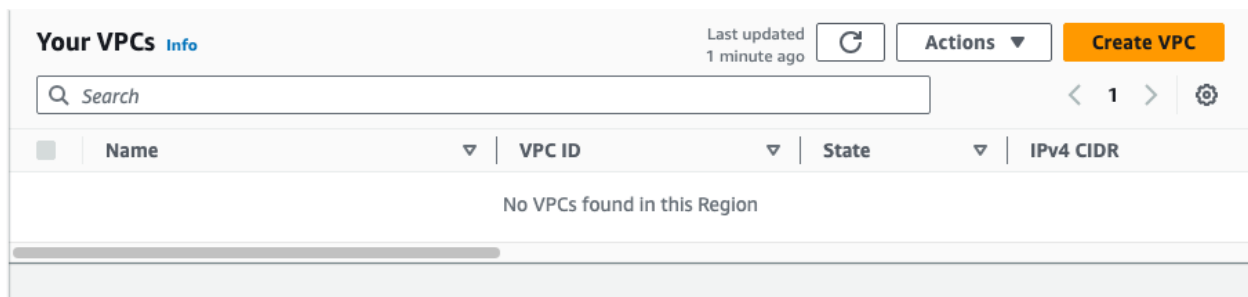 Your VPCs Info
Last updated
1 minute ago
Actions
Create VPC
Search
1
Name VPC ID State IPv4 CIDR
No VPCs found in this Region